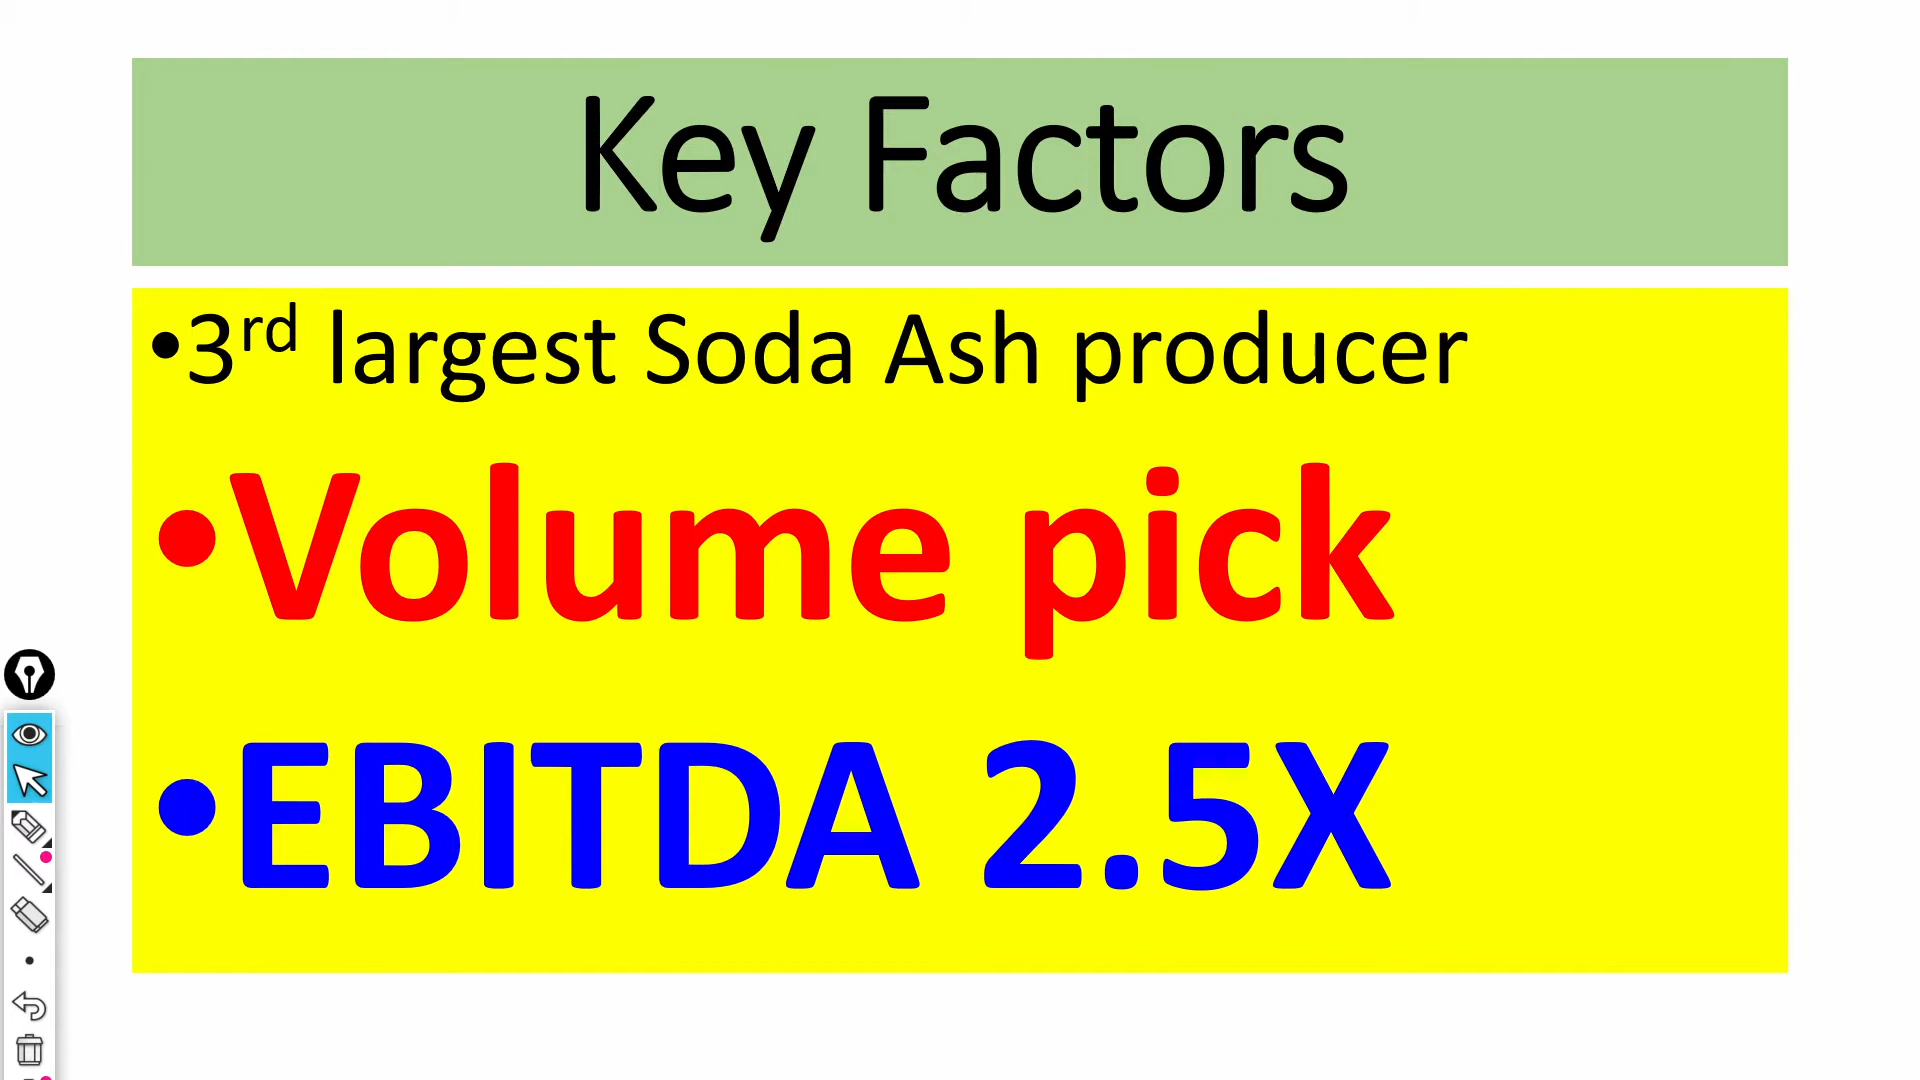 Key Factors
•3rd largest Soda Ash producer
•Volume pick
•EBITDA 2.5X